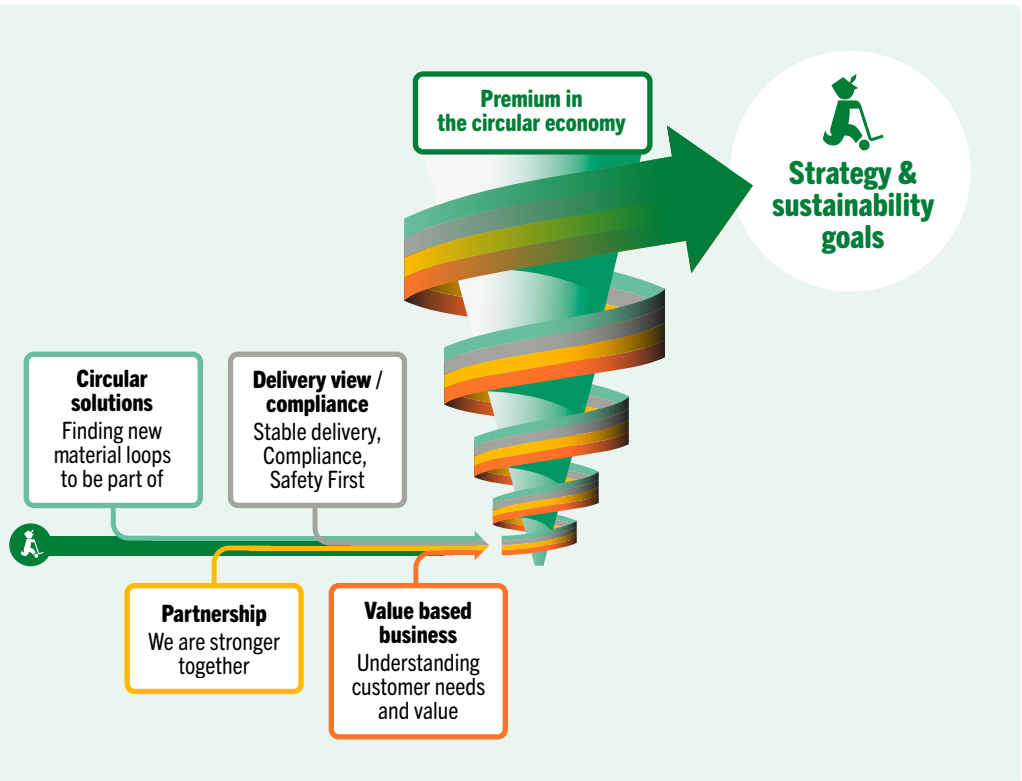 Premium in
the circular economy
Strategy &
sustainability
goals
Circular
solutions
Finding new
material loops
to be part of
Delivery view /
compliance
Stable delivery,
Compliance,
Safety First
Partnership
We are stronger
together
Value based
business
Understanding
customer needs
and value